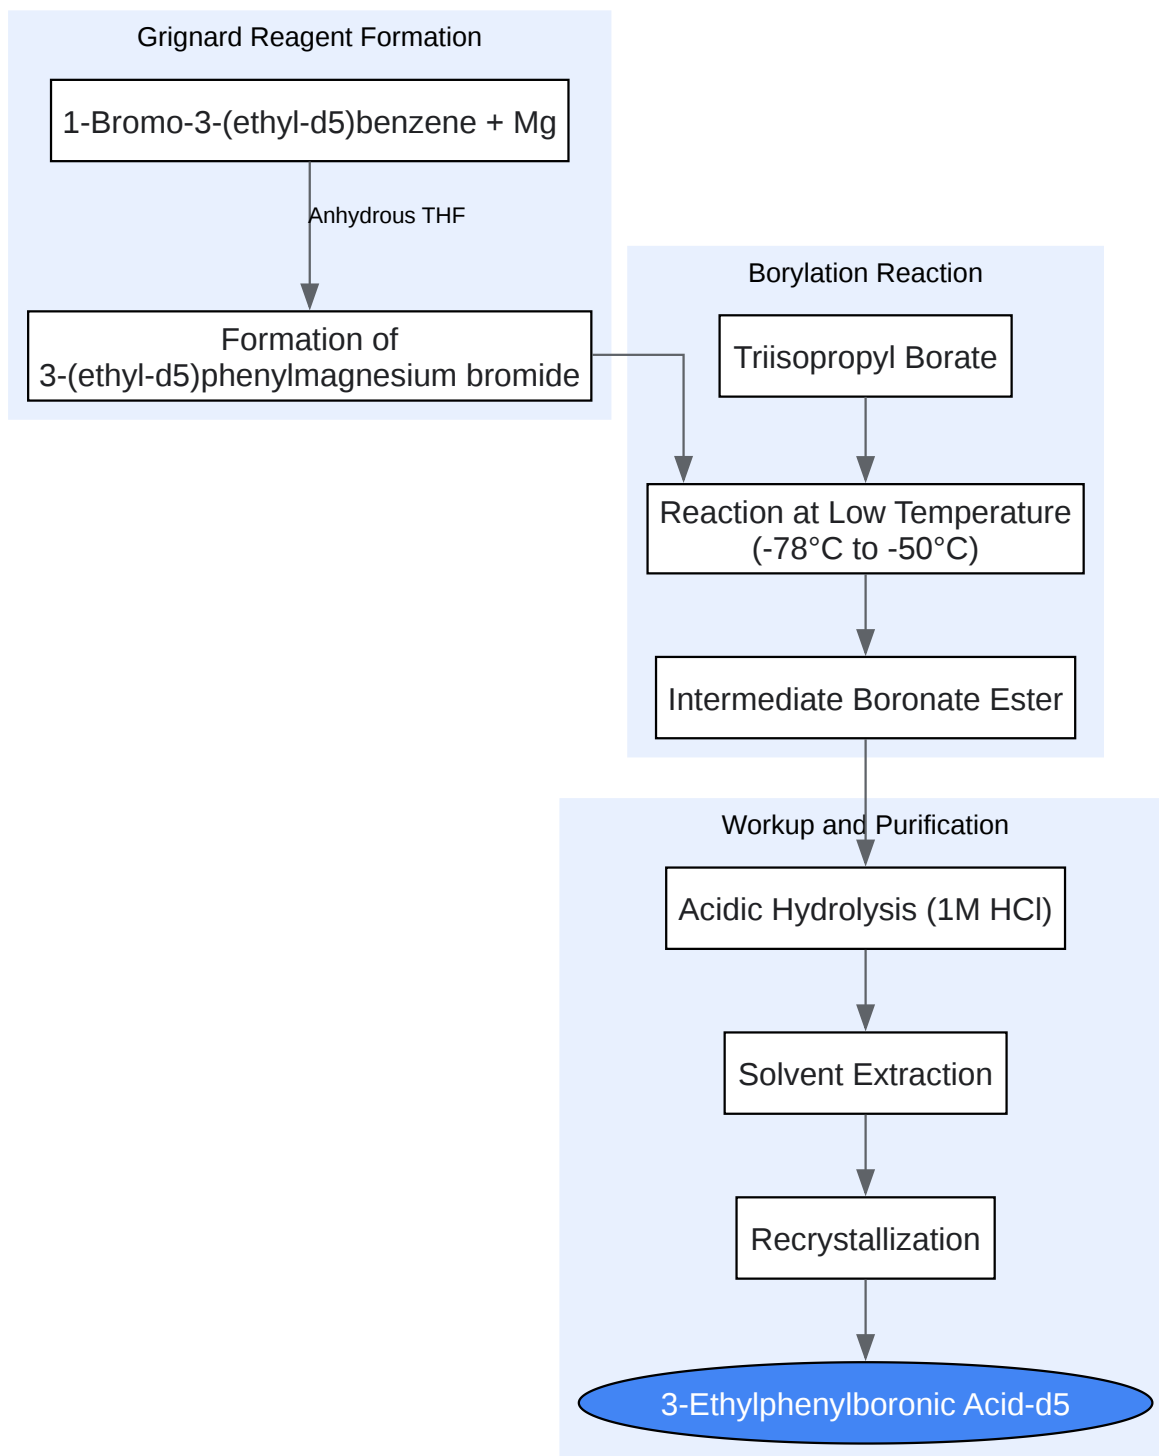 Grignard Reagent Formation
1-Bromo-3-(ethyl-d5)benzene + Mg
Anhydrous THF
Formation of
3-(ethyl-d5)phenylmagnesium bromide
Borylation Reaction
Triisopropyl Borate
Reaction at Low Temperature
(-78°C to -50°C)
Intermediate Boronate Ester
Workup and Purification
Acidic Hydrolysis (1M HCl)
Solvent Extraction
Recrystallization
3-Ethylphenylboronic Acid-d5